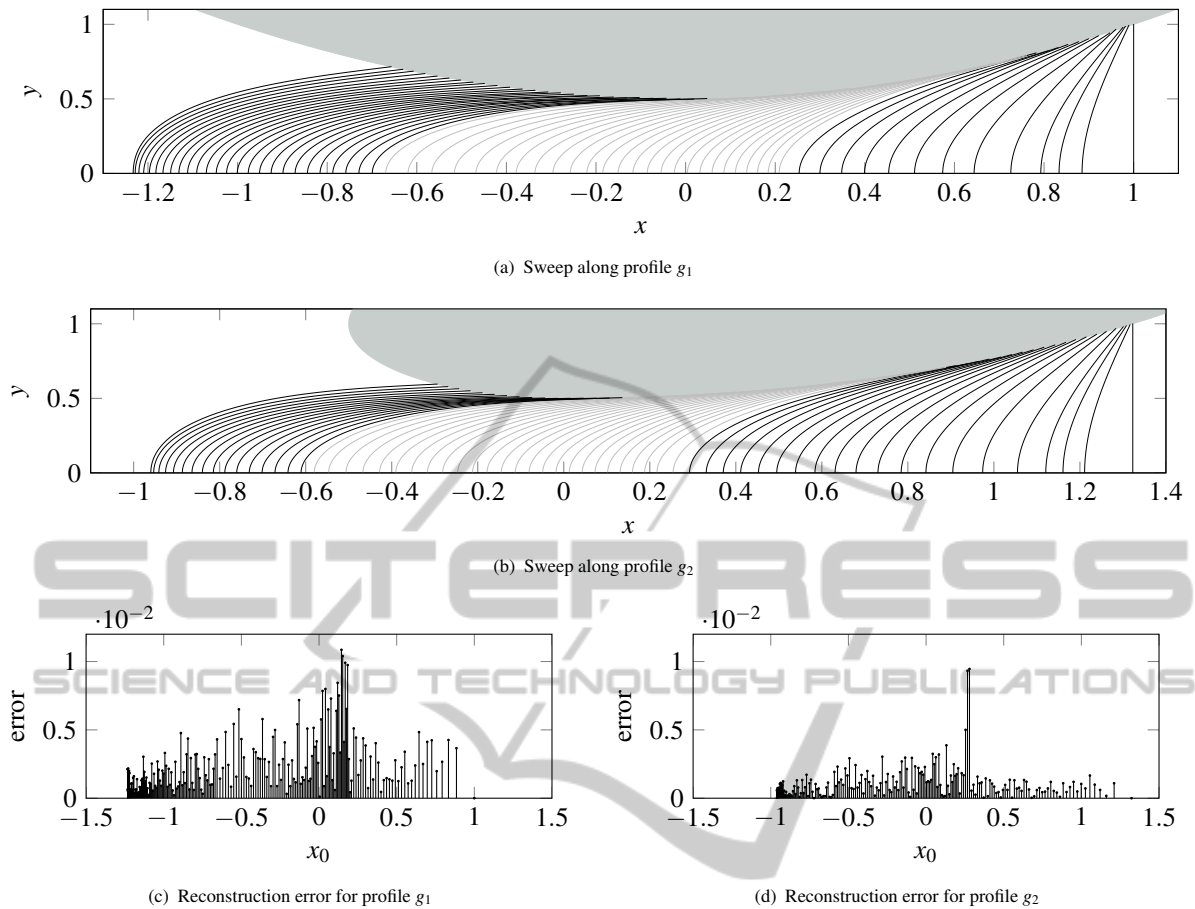 1
0.5
0
y
−1.2 −1 −0.8 −0.6 −0.4 −0.2 0 0.2 0.4 0.6 0.8 1
x
(a) Sweep along profile g₁
1
0.5
0
y
−1 −0.8 −0.6 −0.4 −0.2 0 0.2 0.4 0.6 0.8 1 1.2 1.4
x
(b) Sweep along profile g₂
SCITEPRESS
SCIENCE AND TECHNOLOGY PUBLICATIONS
·10⁻²
1
0.5
0
error
−1.5 −1 −0.5 0 0.5 1 1.5
x₀
(c) Reconstruction error for profile g₁
·10⁻²
1
0.5
0
error
−1.5 −1 −0.5 0 0.5 1 1.5
x₀
(d) Reconstruction error for profile g₂